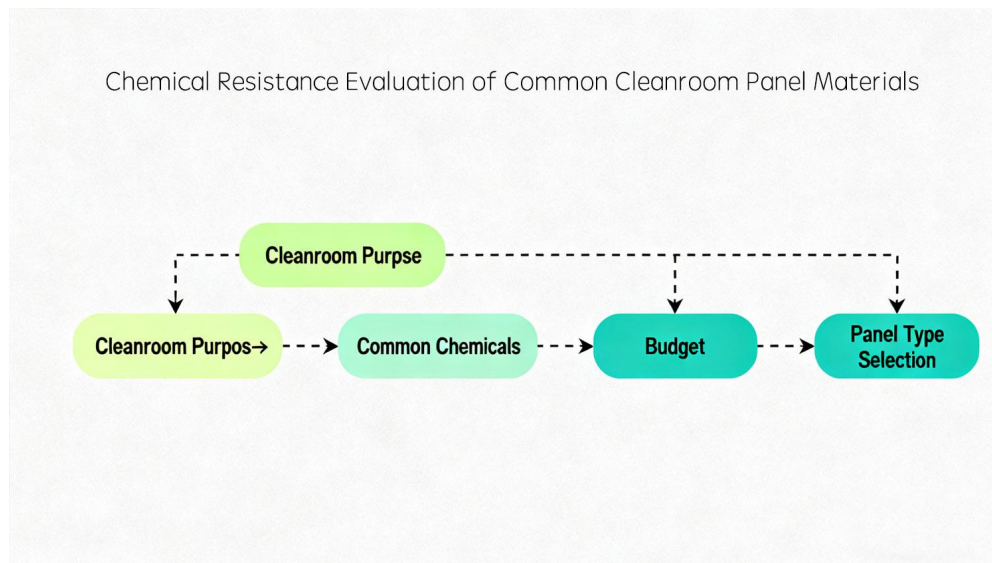 Chemical Resistance Evaluation of Common Cleanroom Panel Materials
Cleanroom Purpse
Cleanroom Purpos→
Common Chemicals
Budget
Panel Type
Selection